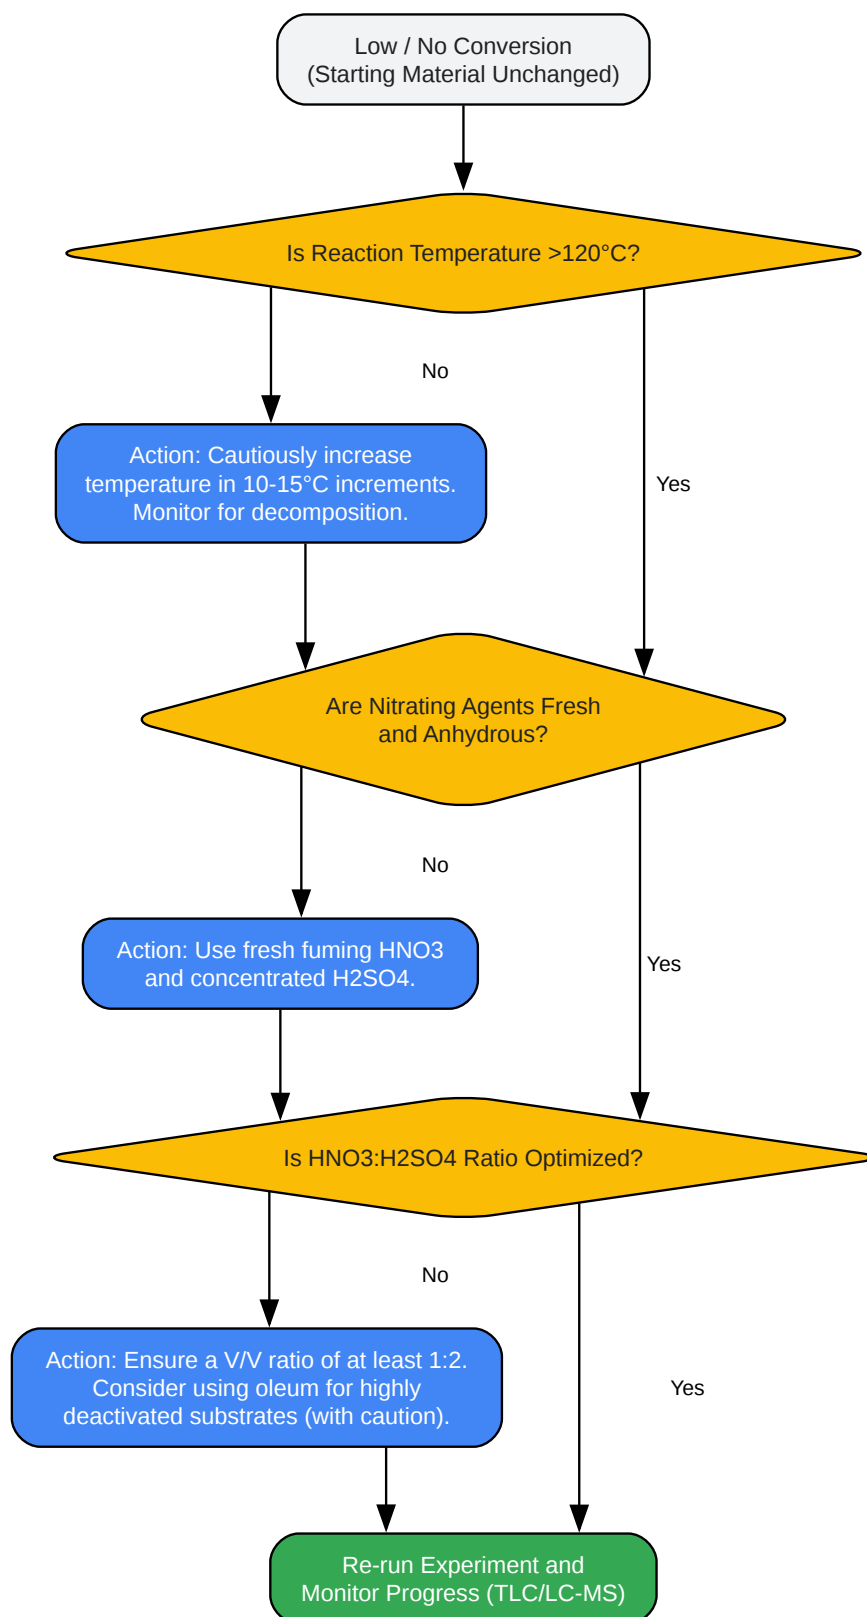 Low / No Conversion
(Starting Material Unchanged)
Is Reaction Temperature >120°C?
No
Action: Cautiously increase
temperature in 10-15°C increments.
Monitor for decomposition.
Yes
Are Nitrating Agents Fresh
and Anhydrous?
No
Action: Use fresh fuming HNO3
and concentrated H2SO4.
Yes
Is HNO3:H2SO4 Ratio Optimized?
No
Action: Ensure a V/V ratio of at least 1:2.
Consider using oleum for highly
deactivated substrates (with caution).
Yes
Re-run Experiment and
Monitor Progress (TLC/LC-MS)